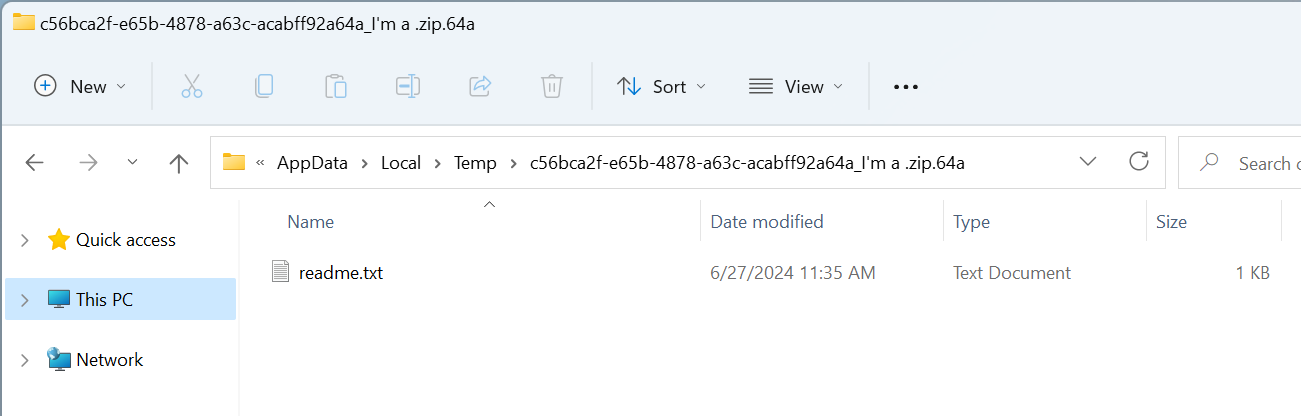 c56bca2f-e65b-4878-a63c-acabff92a64a_I'm a .zip.64a
New Sort View
« AppData Local Temp c56bca2f-e65b-4878-a63c-acabff92a64a_I'm a .zip.64a Search
Name Date modified Type Size
Quick access
readme.txt 6/27/2024 11:35 AM Text Document 1 KB
This PC
Network